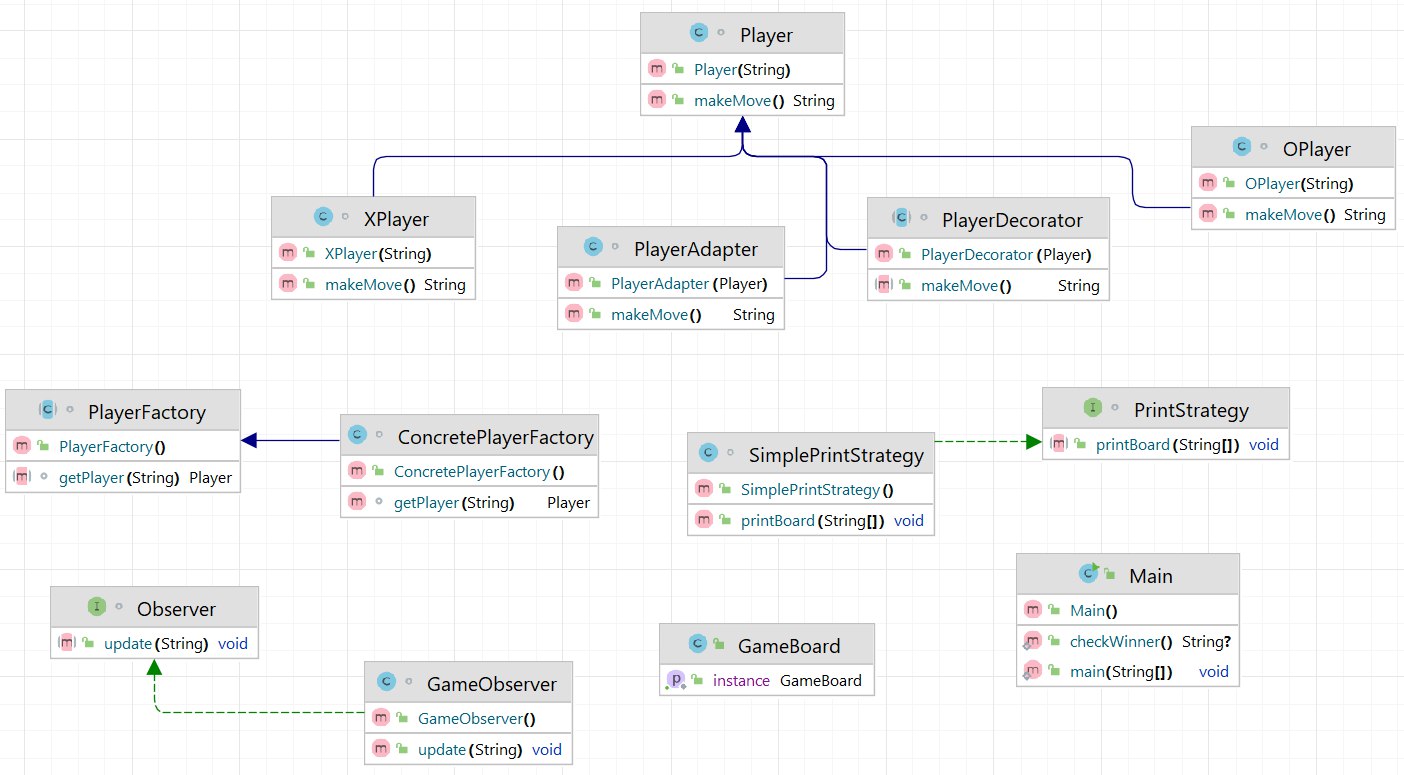 Player
Player(String)
makeMove() String
OPlayer
OPlayer(String)
makeMove() String
XPlayer
XPlayer(String)
makeMove() String
PlayerAdapter
PlayerAdapter(Player)
makeMove() String
PlayerDecorator
PlayerDecorator(Player)
makeMove() String
PlayerFactory
PlayerFactory()
getPlayer(String) Player
ConcretePlayerFactory
ConcretePlayerFactory()
getPlayer(String) Player
SimplePrintStrategy
SimplePrintStrategy()
printBoard(String[]) void
PrintStrategy
printBoard(String[]) void
Observer
update(String) void
GameObserver
GameObserver()
update(String) void
GameBoard
instance GameBoard
Main
Main()
checkWinner() String?
main(String[]) void